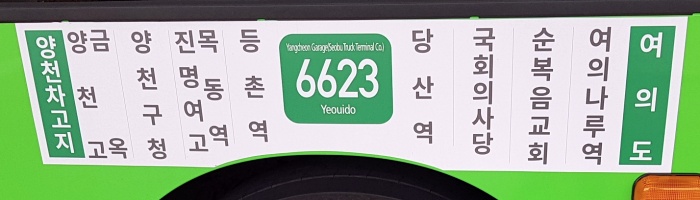 양천차고지
양천고
금옥
양천구청
진명여고
목동역
등촌역
Yangcheon Garage(Seobu Truck Terminal Co.)
6623
Yeouido
당산역
국회의사당
순복음교회
여의나루역
여의도